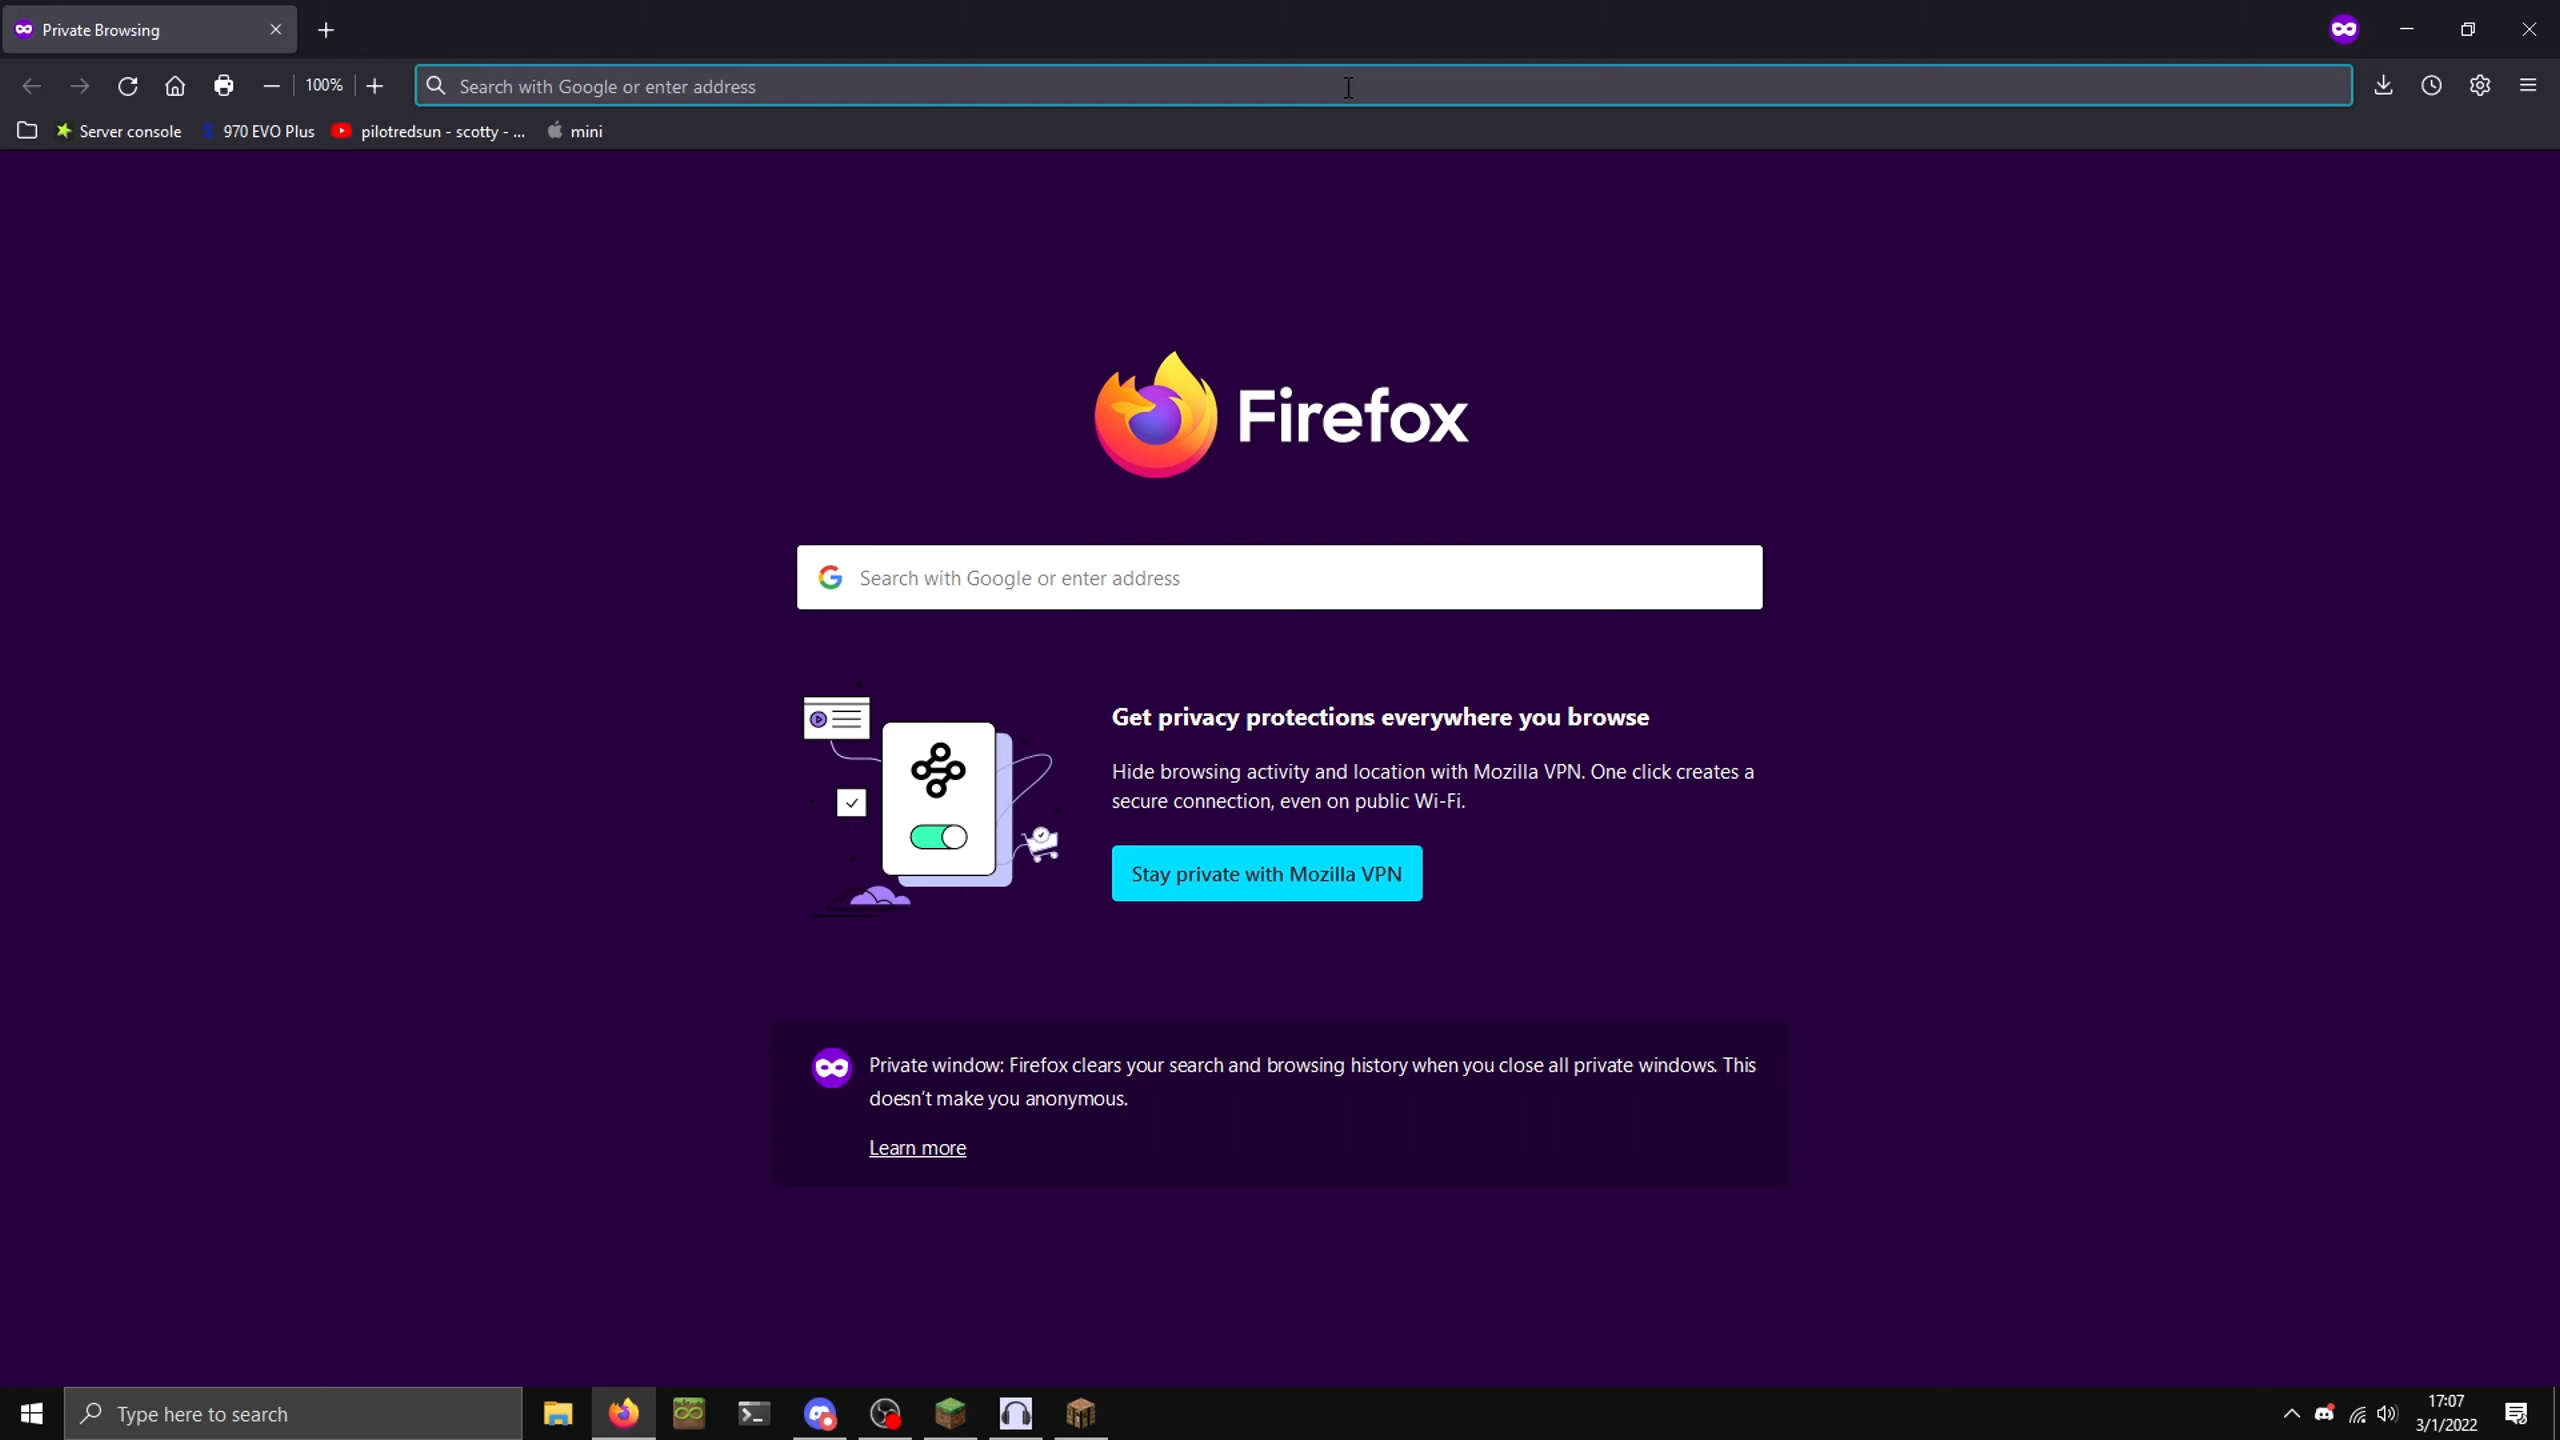 Private Browsing
100%
Search with Google or enter address
Server console
970 EVO Plus
pilotredsun - scotty - ...
mini
Firefox
Search with Google or enter address
Get privacy protections everywhere you browse
Hide browsing activity and location with Mozilla VPN. One click creates a
secure connection, even on public Wi-Fi.
Stay private with Mozilla VPN
Private window: Firefox clears your search and browsing history when you close all private windows. This
doesn't make you anonymous.
Learn more
Type here to search
17:07
3/1/2022